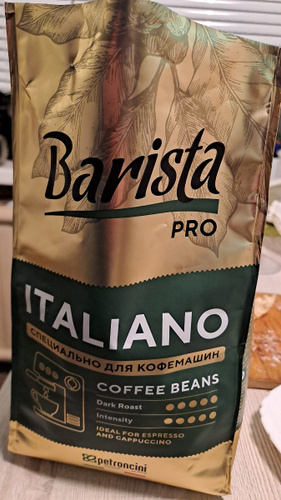 Barista
PRO
ITALIANO
СПЕЦИАЛЬНО ДЛЯ КОФЕМАШИН
COFFEE BEANS
Dark Roast
Intensity
IDEAL FOR ESPRESSO
AND CAPPUCCINO
petroncini